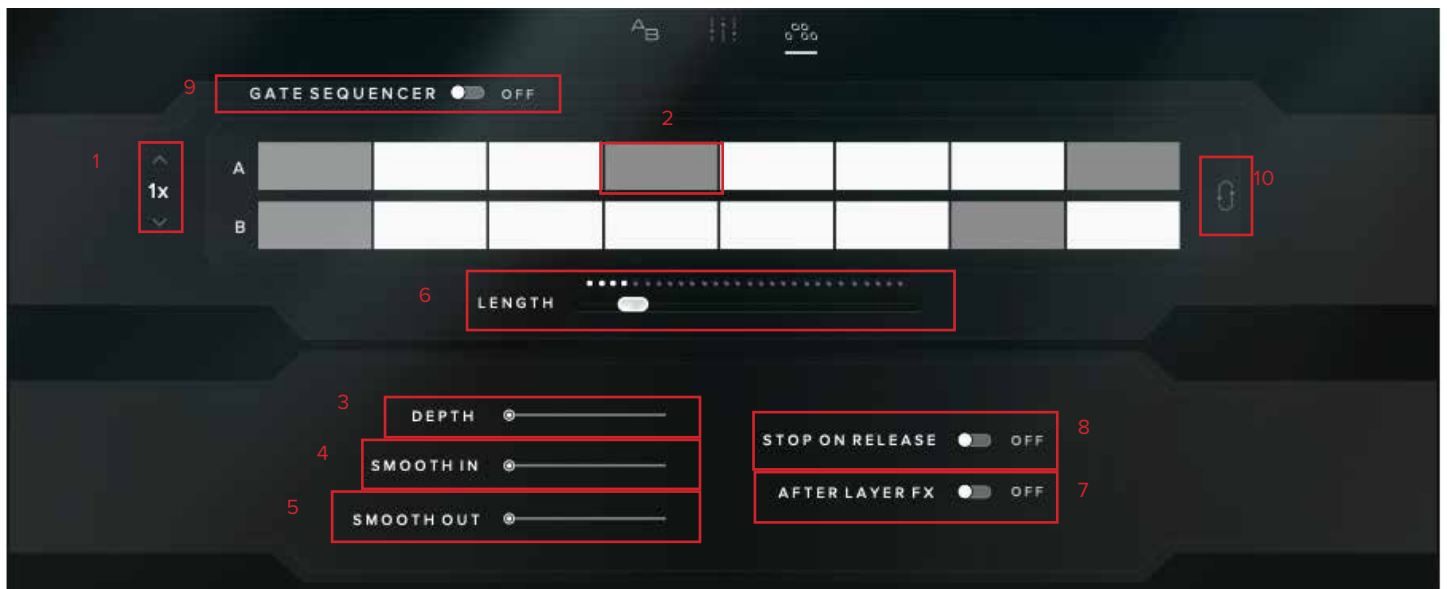 A B
9 GATE SEQUENCER OFF
2
1 1x A 10
B
6 LENGTH
3 DEPTH
STOP ON RELEASE OFF 8
4 SMOOTH IN
AFTER LAYER FX OFF 7
5 SMOOTH OUT